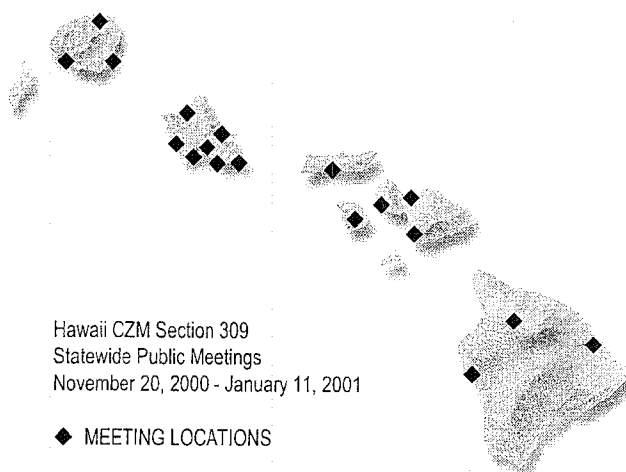 Hawaii CZM Section 309
Statewide Public Meetings
November 20, 2000 - January 11, 2001
◆ MEETING LOCATIONS